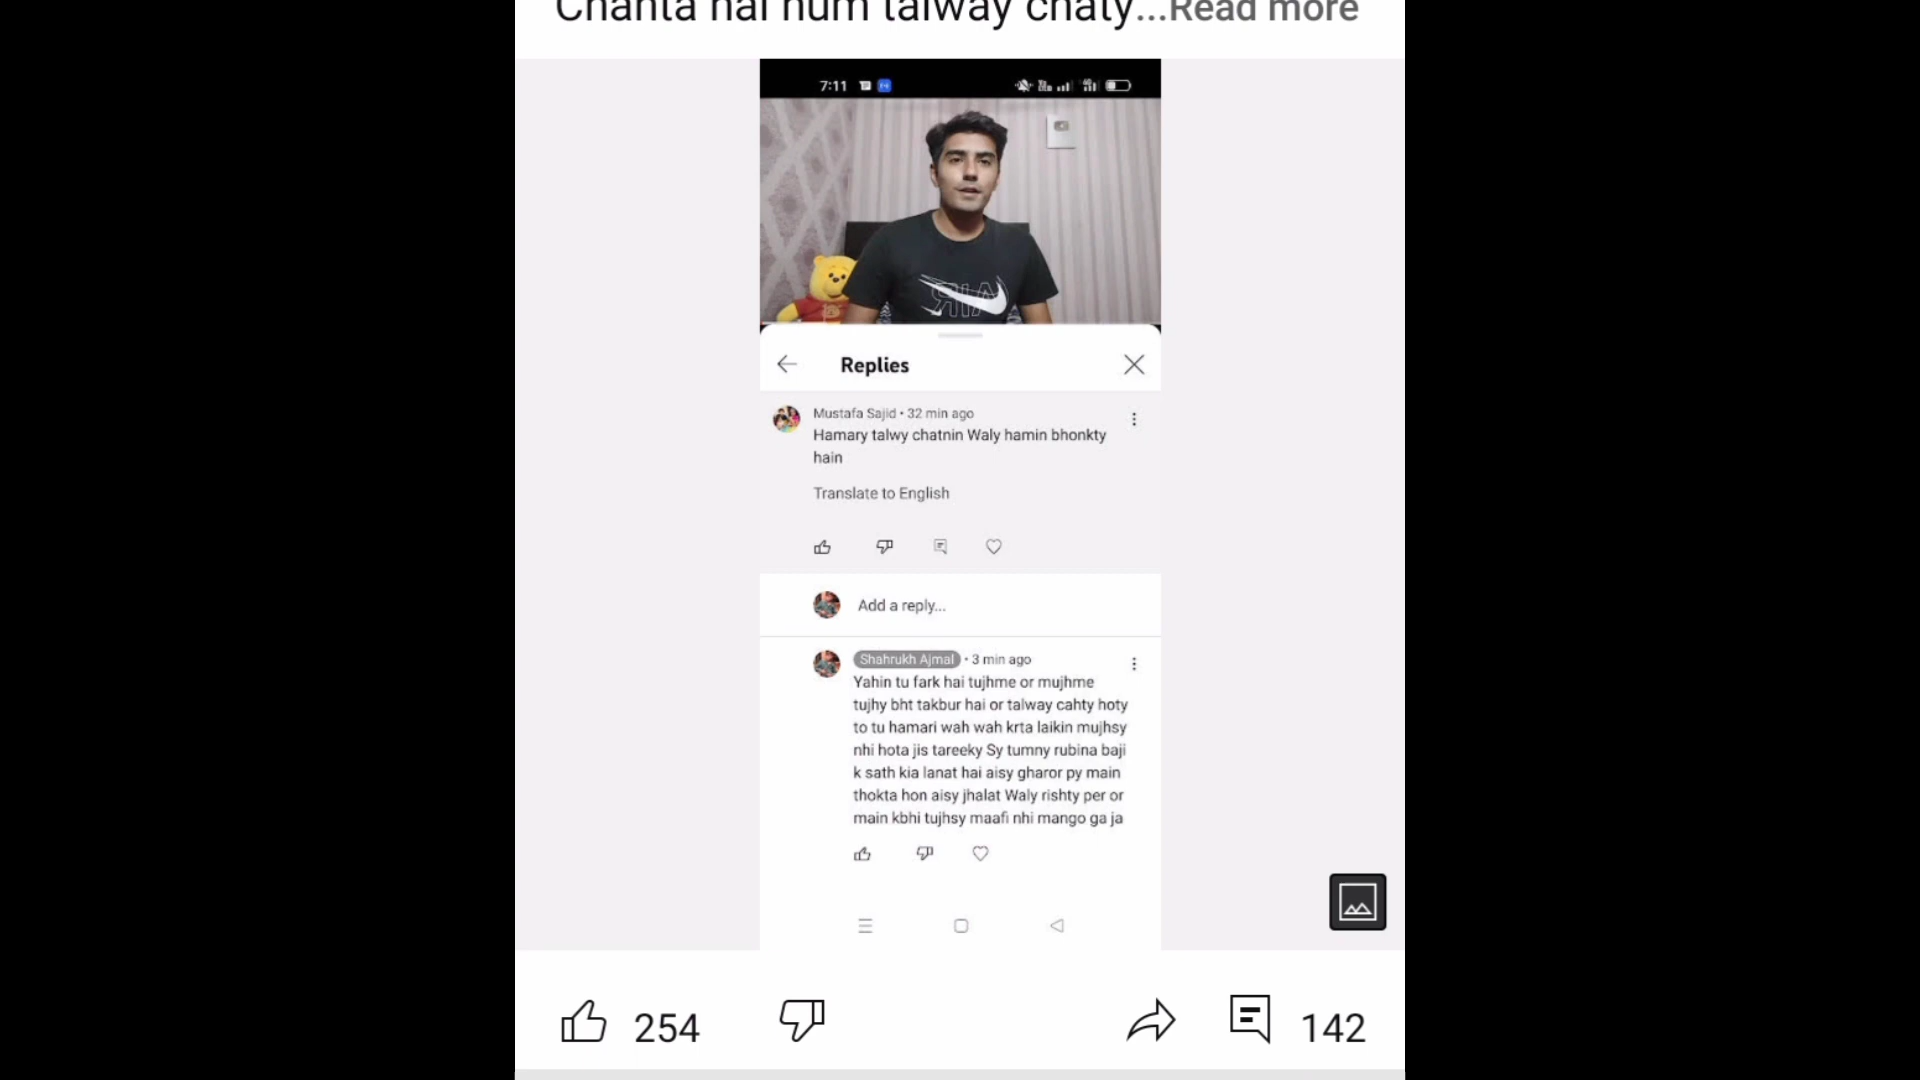 Chahta hai hum talway chaty...Read more
7:11
AIR
Replies
Mustafa Sajid • 32 min ago
Hamary talwy chatnin Waly hamin bhonkty
hain
Translate to English
Add a reply...
Shahrukh Ajmal • 3 min ago
Yahin tu fark hai tujhme or mujhme
tujhy bht takbur hai or talway cahty hoty
to tu hamari wah wah krta laikin mujhsy
nhi hota jis tareeky Sy tumny rubina baji
k sath kia lanat hai aisy gharor py main
thokta hon aisy jhalat Waly rishty per or
main kbhi tujhsy maafi nhi mango ga ja
254
142